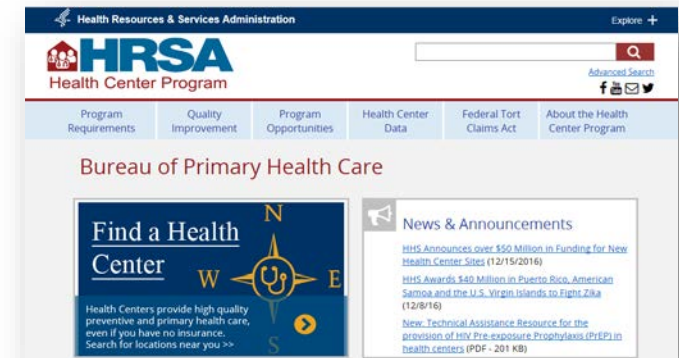 Health Resources & Services Administration
Explore +
HRSA
Health Center Program
Advanced Search
Program Requirements
Quality Improvement
Program Opportunities
Health Center Data
Federal Tort Claims Act
About the Health Center Program
Bureau of Primary Health Care
Find a Health
Center
N
W
E
S
Health Centers provide high quality
preventive and primary health care,
even if you have no insurance.
Search for locations near you >>
News & Announcements
HHS Announces over $50 Million in Funding for New
Health Center Sites (12/15/2016)
HHS Awards $40 Million in Puerto Rico, American
Samoa and the U.S. Virgin Islands to Fight Zika
(12/8/16)
New: Technical Assistance Resource for the
provision of HIV Pre-exposure Prophylaxis (PrEP) in
health centers (PDF - 201 KB)